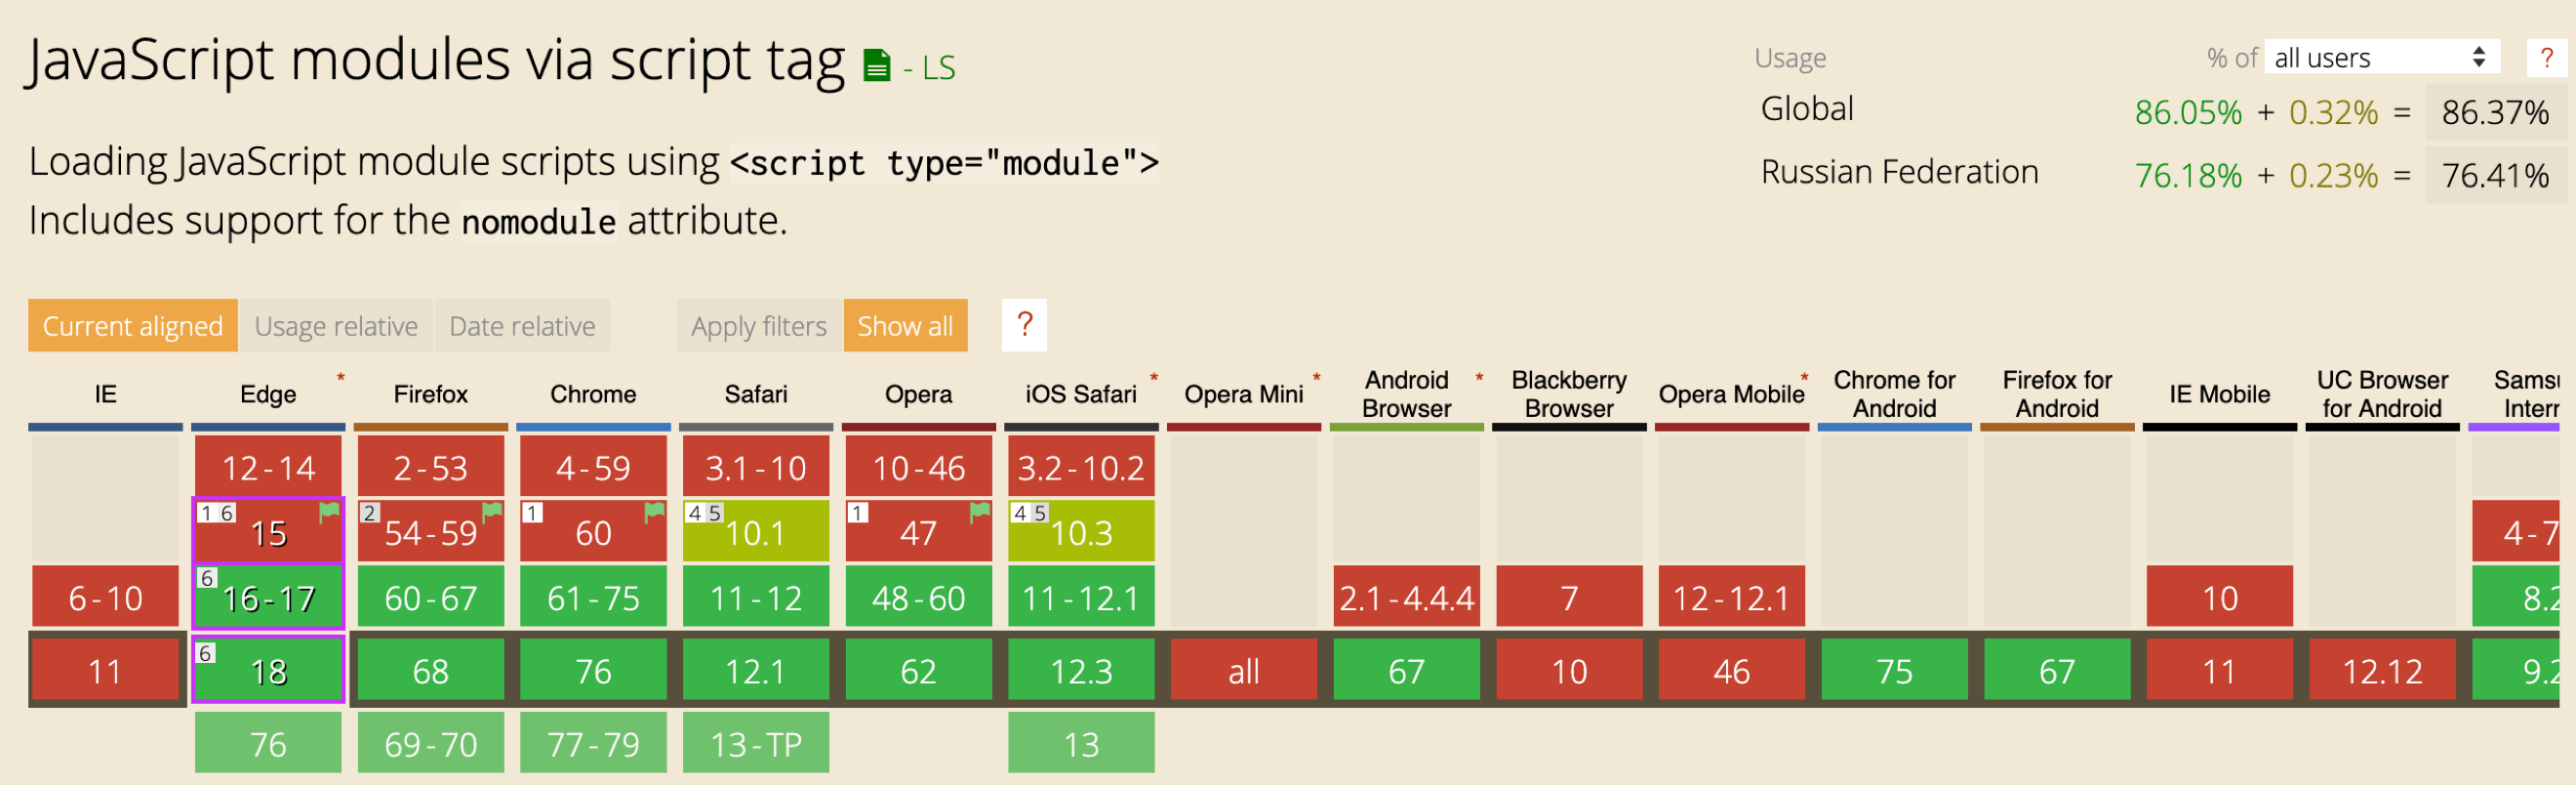 JavaScript modules via script tag - LS
Usage % of all users ?
Global 86.05% + 0.32% = 86.37%
Russian Federation 76.18% + 0.23% = 76.41%
Loading JavaScript module scripts using <script type="module">
Includes support for the nomodule attribute.
Current aligned Usage relative Date relative Apply filters Show all ?
IE Edge * Firefox Chrome Safari Opera iOS Safari * Opera Mini * Android Browser * Blackberry Browser Opera Mobile * Chrome for Android Firefox for Android IE Mobile UC Browser for Android
12-14 2-53 4-59 3.1-10 10-46 3.2-10.2
1 6 15 2 54-59 1 60 4 5 10.1 1 47 4 5 10.3 4-7
6-10 6 16-17 60-67 61-75 11-12 48-60 11-12.1 2.1-4.4.4 7 12-12.1 10 8.2
11 6 18 68 76 12.1 62 12.3 all 67 10 46 75 67 11 12.12 9.2
76 69-70 77-79 13-TP 13